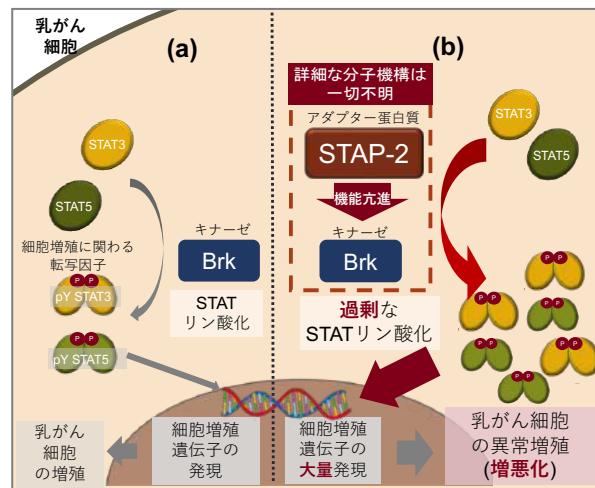 乳がん
細胞
(a)
STAT3
STAT5
細胞増殖に関わる
転写因子
P P
pY STAT3
P P
pY STAT5
キナーゼ
Brk
STAT
リン酸化
細胞増殖
遺伝子の
発現
乳がん
細胞
の増殖
(b)
詳細な分子機構は
一切不明
アダプター蛋白質
STAP-2
機能亢進
キナーゼ
Brk
過剰な
STATリン酸化
STAT3
STAT5
P P
P P
P P
P P
P P
P P
細胞増殖
遺伝子の
大量発現
乳がん細胞
の異常増殖
(増悪化)